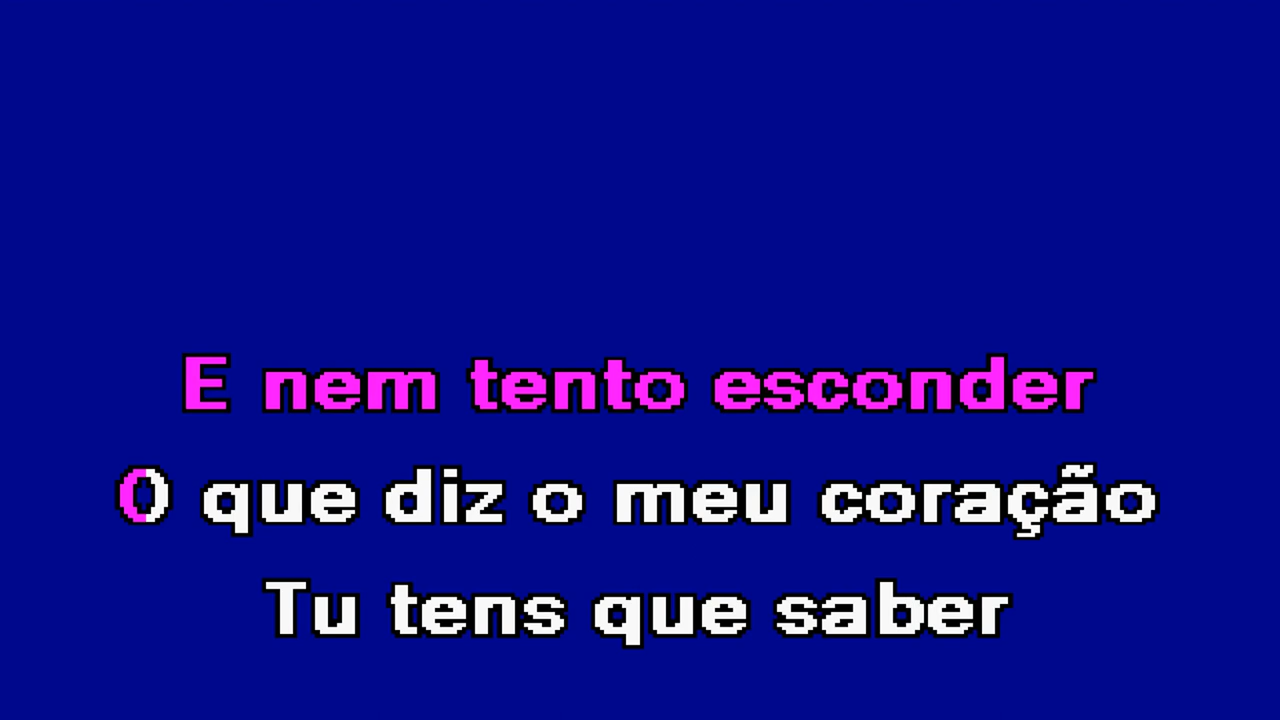 E nem tento esconder
O que diz o meu coração
Tu tens que saber